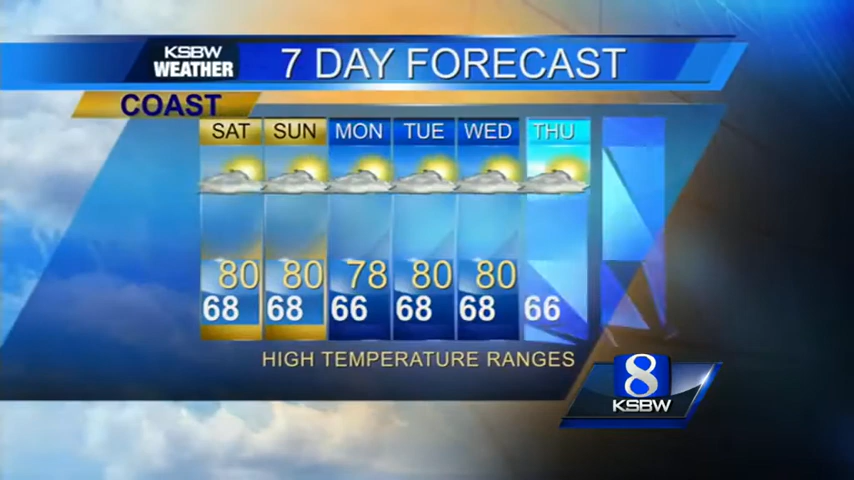 KSBW
WEATHER
7 DAY FORECAST
COAST
SAT SUN MON TUE WED THU
80 80 78 80 80
68 68 66 68 68 66
HIGH TEMPERATURE RANGES
8
KSBW